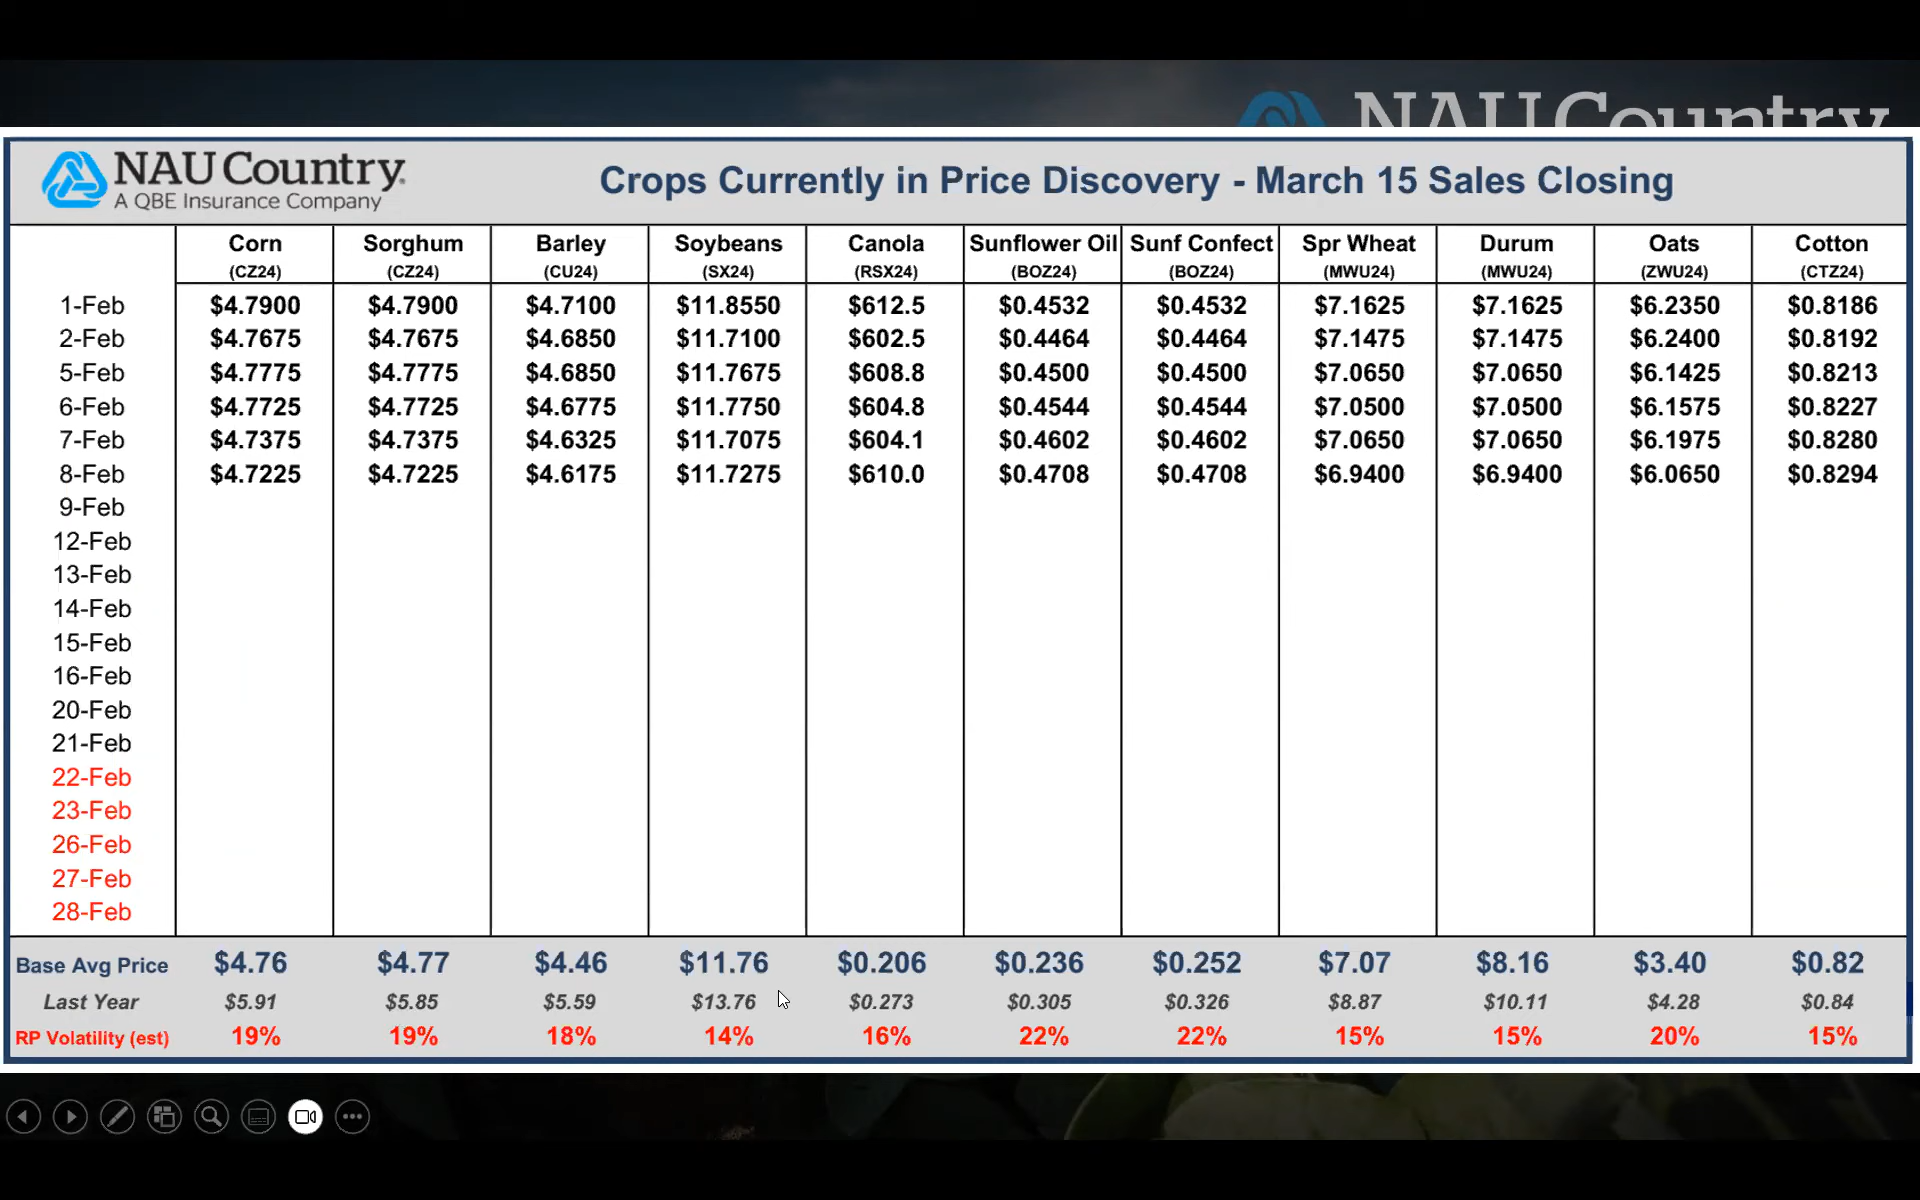 NAU Country
NAU Country.
A QBE Insurance Company
Crops Currently in Price Discovery - March 15 Sales Closing
Corn Sorghum Barley Soybeans Canola Sunflower Oil Sunf Confect Spr Wheat Durum Oats Cotton
(CZ24) (CZ24) (CU24) (SX24) (RSX24) (BOZ24) (BOZ24) (MWU24) (MWU24) (ZWU24) (CTZ24)
1-Feb $4.7900 $4.7900 $4.7100 $11.8550 $612.5 $0.4532 $0.4532 $7.1625 $7.1625 $6.2350 $0.8186
2-Feb $4.7675 $4.7675 $4.6850 $11.7100 $602.5 $0.4464 $0.4464 $7.1475 $7.1475 $6.2400 $0.8192
5-Feb $4.7775 $4.7775 $4.6850 $11.7675 $608.8 $0.4500 $0.4500 $7.0650 $7.0650 $6.1425 $0.8213
6-Feb $4.7725 $4.7725 $4.6775 $11.7750 $604.8 $0.4544 $0.4544 $7.0500 $7.0500 $6.1575 $0.8227
7-Feb $4.7375 $4.7375 $4.6325 $11.7075 $604.1 $0.4602 $0.4602 $7.0650 $7.0650 $6.1975 $0.8280
8-Feb $4.7225 $4.7225 $4.6175 $11.7275 $610.0 $0.4708 $0.4708 $6.9400 $6.9400 $6.0650 $0.8294
9-Feb
12-Feb
13-Feb
14-Feb
15-Feb
16-Feb
20-Feb
21-Feb
22-Feb
23-Feb
26-Feb
27-Feb
28-Feb
Base Avg Price $4.76 $4.77 $4.46 $11.76 $0.206 $0.236 $0.252 $7.07 $8.16 $3.40 $0.82
Last Year $5.91 $5.85 $5.59 $13.76 $0.273 $0.305 $0.326 $8.87 $10.11 $4.28 $0.84
RP Volatility (est) 19% 19% 18% 14% 16% 22% 22% 15% 15% 20% 15%